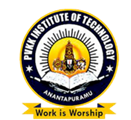 PVKK INSTITUTE OF TECHNOLOGY
ANANTAPURAMU
Work is Worship